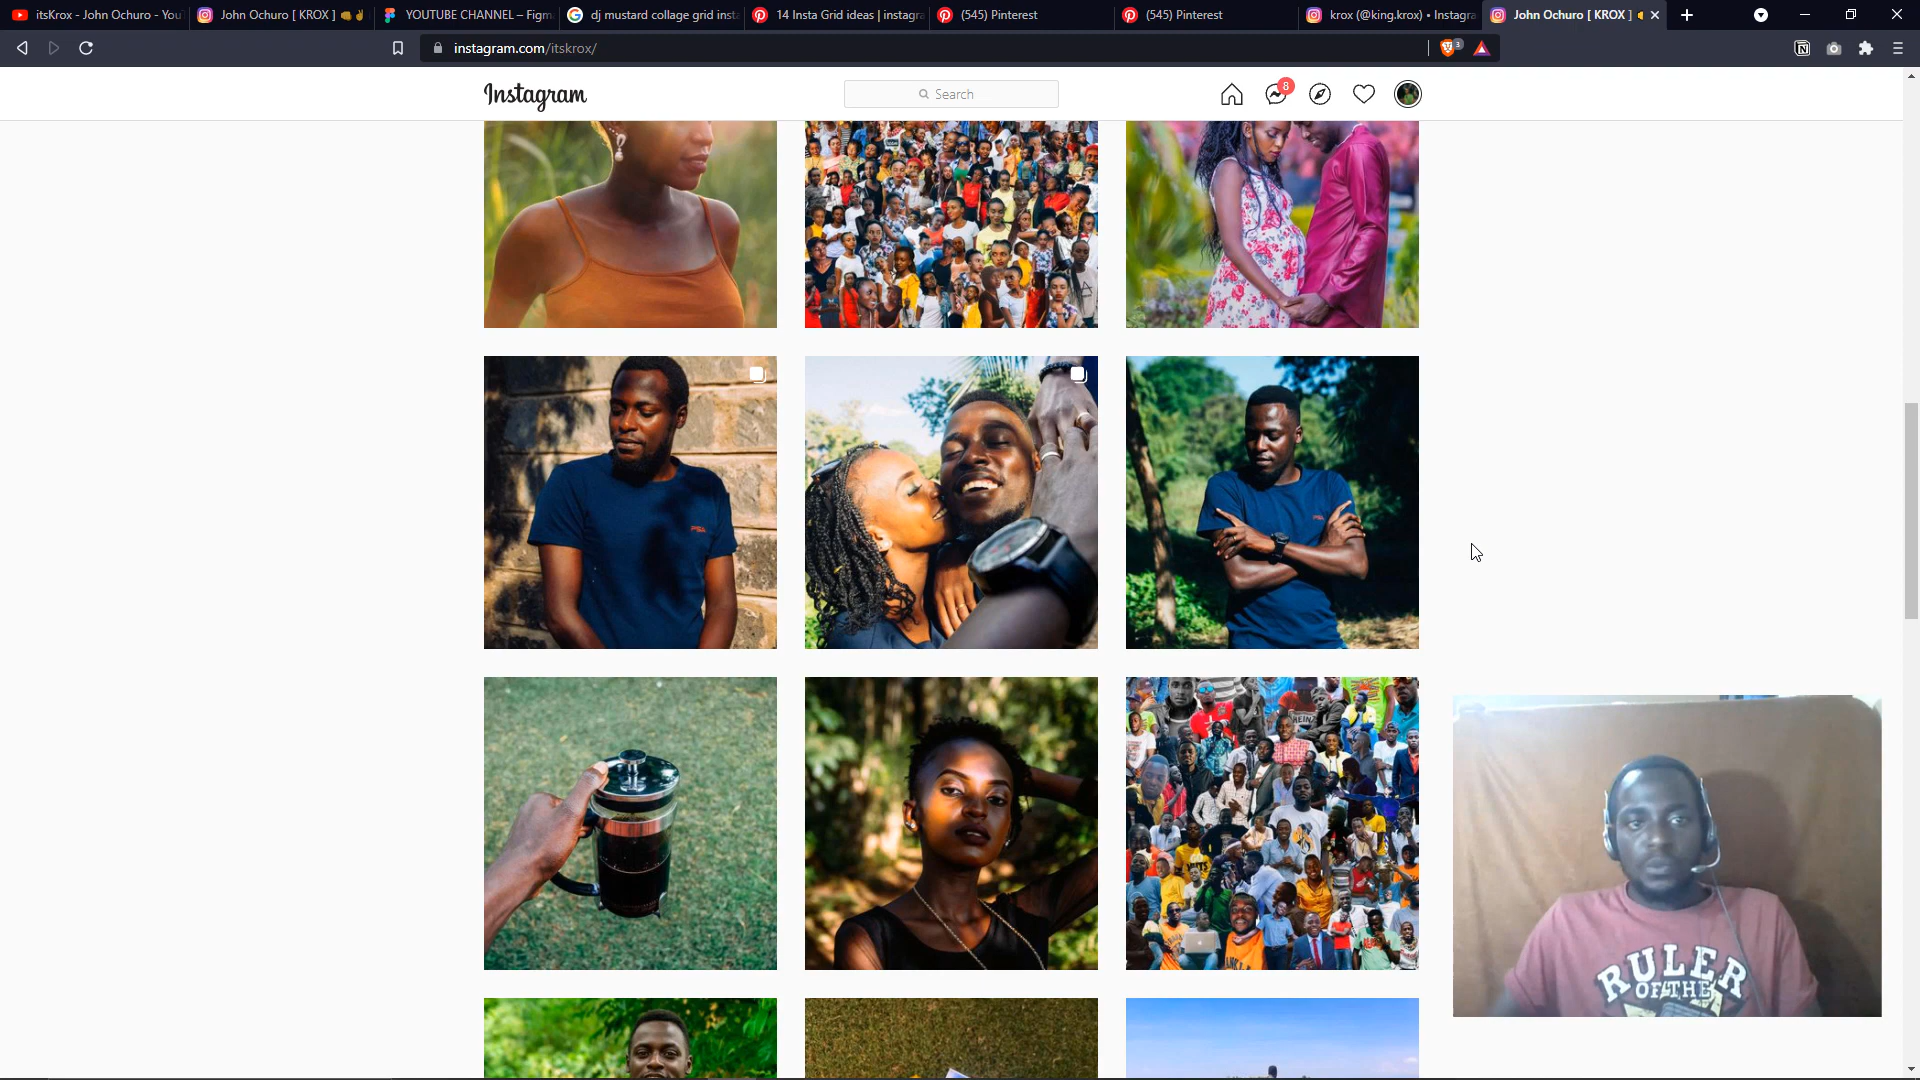 itsKrox - John Ochuro - You
John Ochuro [ KROX ]
YOUTUBE CHANNEL – Figm
dj mustard collage grid inst
14 Insta Grid ideas | instagr
(545) Pinterest
(545) Pinterest
krox (@king.krox) • Instagra
John Ochuro [ KROX ]
instagram.com/itskrox/
3
Instagram
Search
8
RULER
OF THE